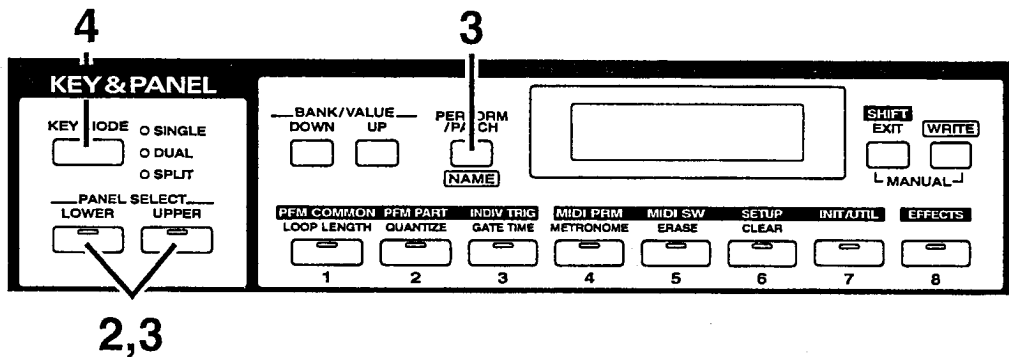 4
3
KEY & PANEL
KEY MODE
SINGLE
DUAL
SPLIT
PANEL SELECT
LOWER UPPER
BANK/VALUE
DOWN UP
PERFORM
/PATCH
NAME
SHIFT
EXIT
WRITE
MANUAL
PFM COMMON PFM PART INDIV TRIG MIDI PRM MIDI SW SETUP INIT/UTIL EFFECTS
LOOP LENGTH QUANTIZE GATE TIME METRONOME ERASE CLEAR
1 2 3 4 5 6 7 8
2,3